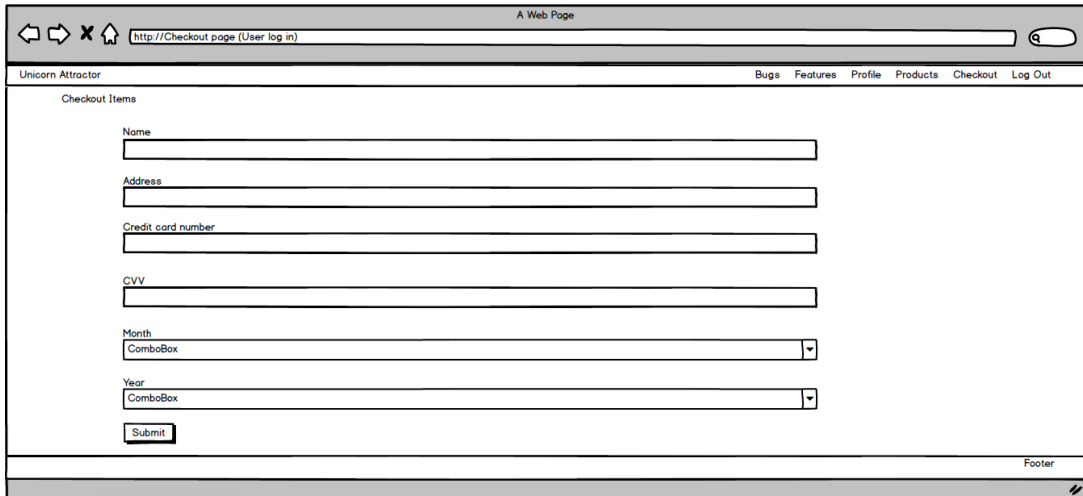 A Web Page
http://Checkout page (User log in)
Unicorn Attractor Bugs Features Profile Products Checkout Log Out
Checkout Items
Name
Address
Credit card number
CVV
Month
ComboBox
Year
ComboBox
Submit
Footer